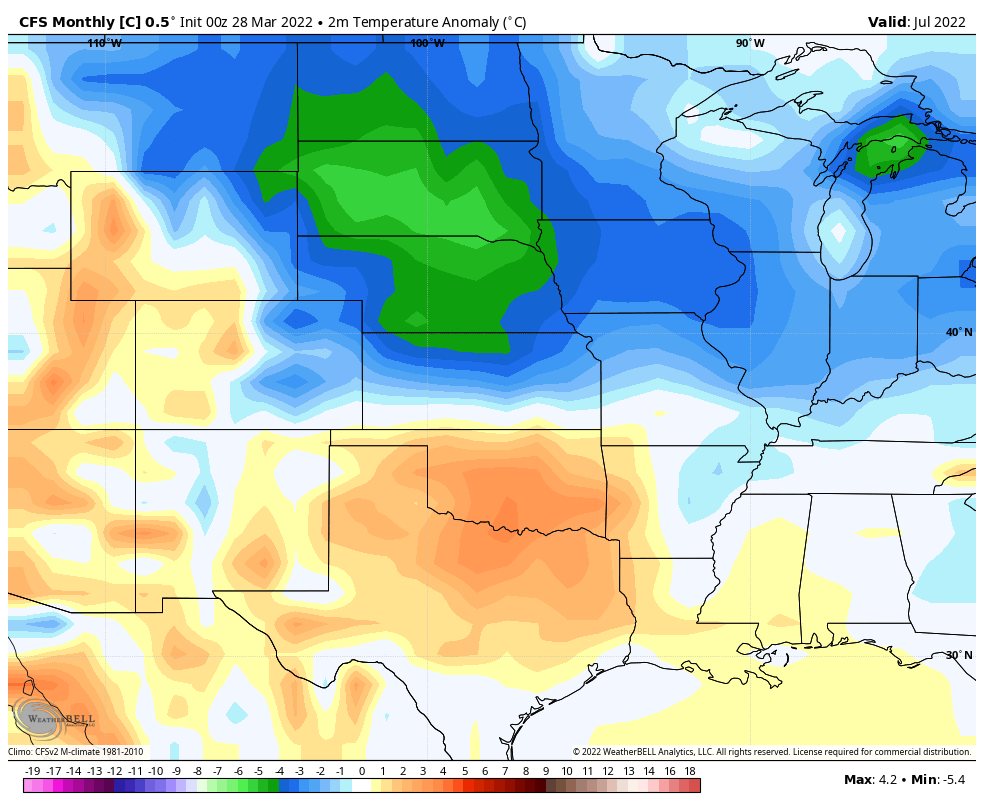 CFS Monthly [C] 0.5° Init 00z 28 Mar 2022 • 2m Temperature Anomaly (°C)
Valid: Jul 2022
110°W
100°W
90°W
40°N
30°N
WEATHERBELL
Climo: CFSv2 M-climate 1981-2010
© 2022 WeatherBELL Analytics, LLC. All rights reserved. License required for commercial distribution.
-19 -17 -14 -13 -12 -11 -10 -9 -8 -7 -6 -5 -4 -3 -2 -1 0 1 2 3 4 5 6 7 8 9 10 11 12 13 14 16 18
Max: 4.2 • Min: -5.4